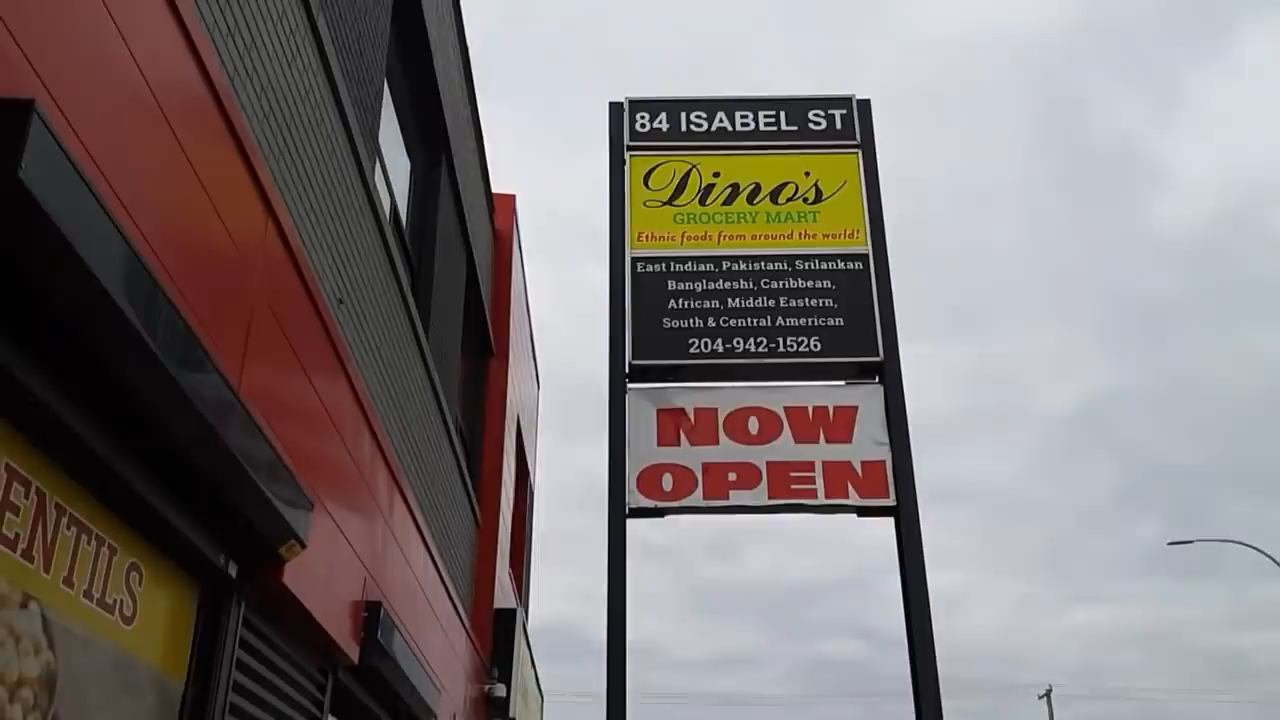 84 ISABEL ST
Dino's
GROCERY MART
Ethnic foods from around the world!
East Indian, Pakistani, Srilankan
Bangladeshi, Caribbean,
African, Middle Eastern,
South & Central American
204-942-1526
NOW
OPEN
ENTILS